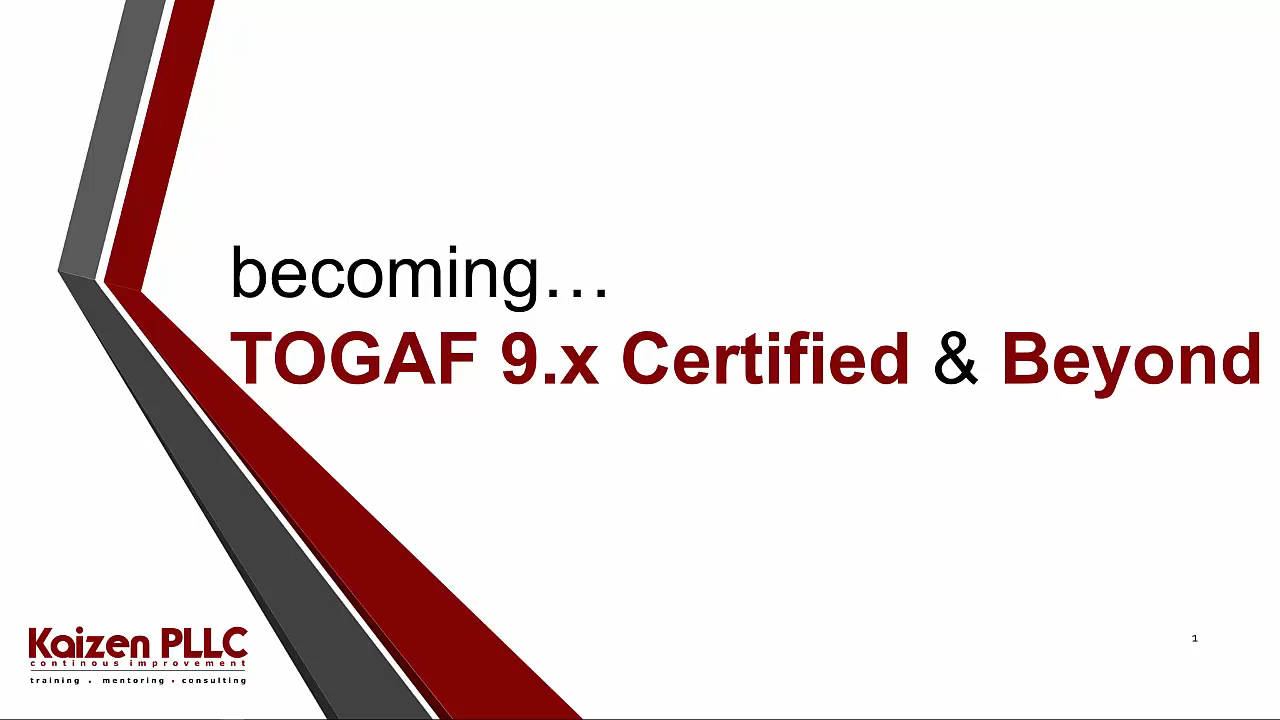 becoming…
TOGAF 9.x Certified & Beyond
Kaizen PLLC
continous improvement
training . mentoring . consulting
1